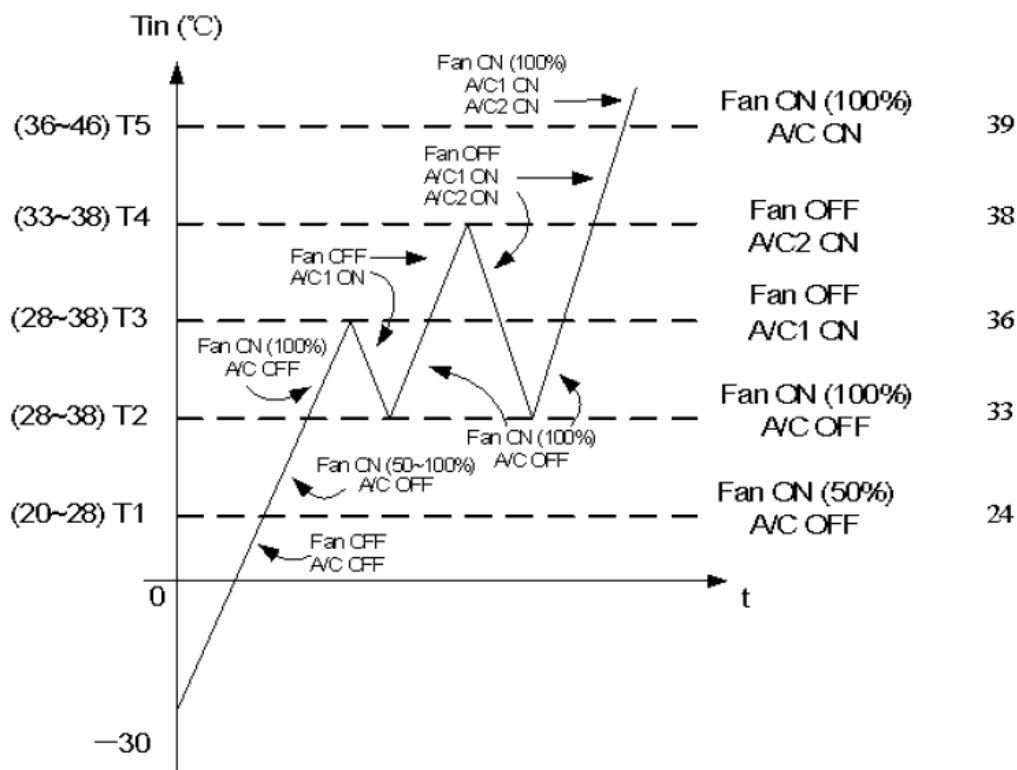 Tin (℃)
Fan ON (100%)
A/C1 ON
A/C2 ON
(36~46) T5
Fan ON (100%)
A/C ON
39
Fan OFF
A/C1 ON
A/C2 ON
(33~38) T4
Fan OFF
A/C2 ON
38
Fan OFF
A/C1 ON
(28~38) T3
Fan OFF
A/C1 ON
36
Fan ON (100%)
A/C OFF
(28~38) T2
Fan ON (100%)
A/C OFF
33
Fan ON (100%)
A/C OFF
Fan ON (50~100%)
A/C OFF
(20~28) T1
Fan ON (50%)
A/C OFF
24
Fan OFF
A/C OFF
0
t
−30